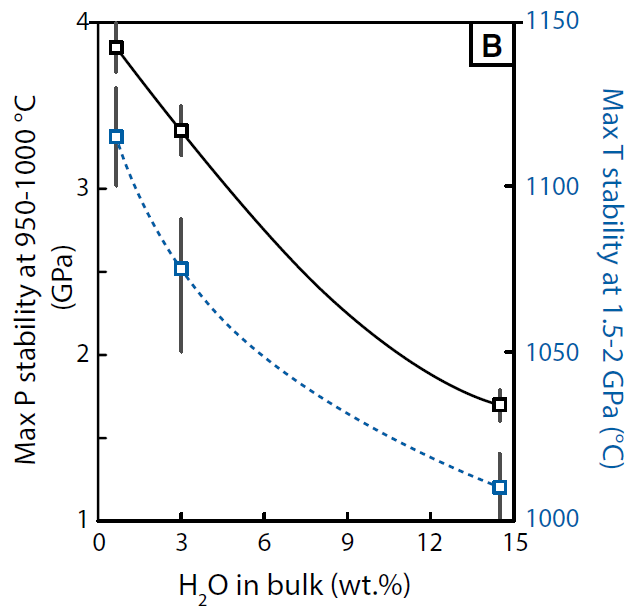 B
Max P stability at 950-1000 °C
(GPa)
4
3
2
1
1150
1100
1050
1000
Max T stability at 1.5-2 GPa (°C)
0 3 6 9 12 15
H₂O in bulk (wt.%)